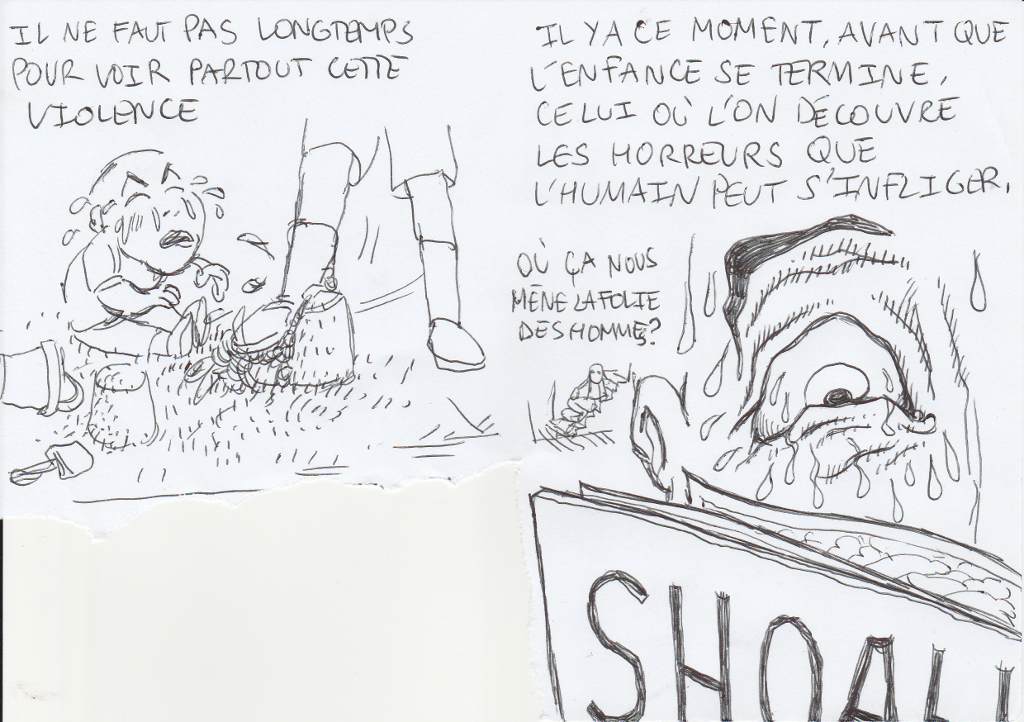 IL NE FAUT PAS LONGTEMPS
POUR VOIR PARTOUT CETTE
VIOLENCE
IL Y A CE MOMENT, AVANT QUE
L'ENFANCE SE TERMINE,
CELUI OÙ L'ON DÉCOUVRE
LES HORREURS QUE
L'HUMAIN PEUT S'INFLIGER.
OÙ ÇA NOUS
MÈNE LA FOLIE
DES HOMMES?
SHOAH